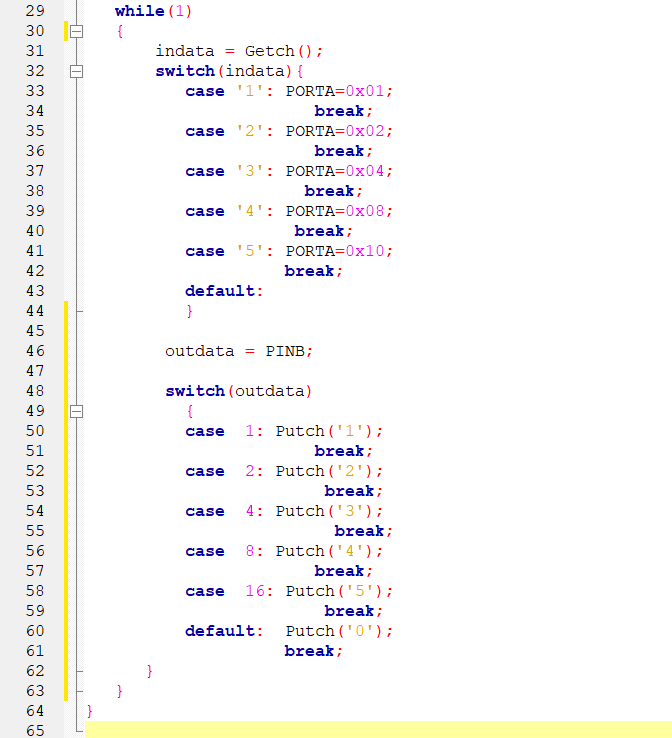 29 while(1)
30 {
31 indata = Getch();
32 switch(indata){
33 case '1': PORTA=0x01;
34 break;
35 case '2': PORTA=0x02;
36 break;
37 case '3': PORTA=0x04;
38 break;
39 case '4': PORTA=0x08;
40 break;
41 case '5': PORTA=0x10;
42 break;
43 default:
44 }
45
46 outdata = PINB;
47
48 switch(outdata)
49 {
50 case 1: Putch('1');
51 break;
52 case 2: Putch('2');
53 break;
54 case 4: Putch('3');
55 break;
56 case 8: Putch('4');
57 break;
58 case 16: Putch('5');
59 break;
60 default: Putch('0');
61 break;
62 }
63 }
64 }
65